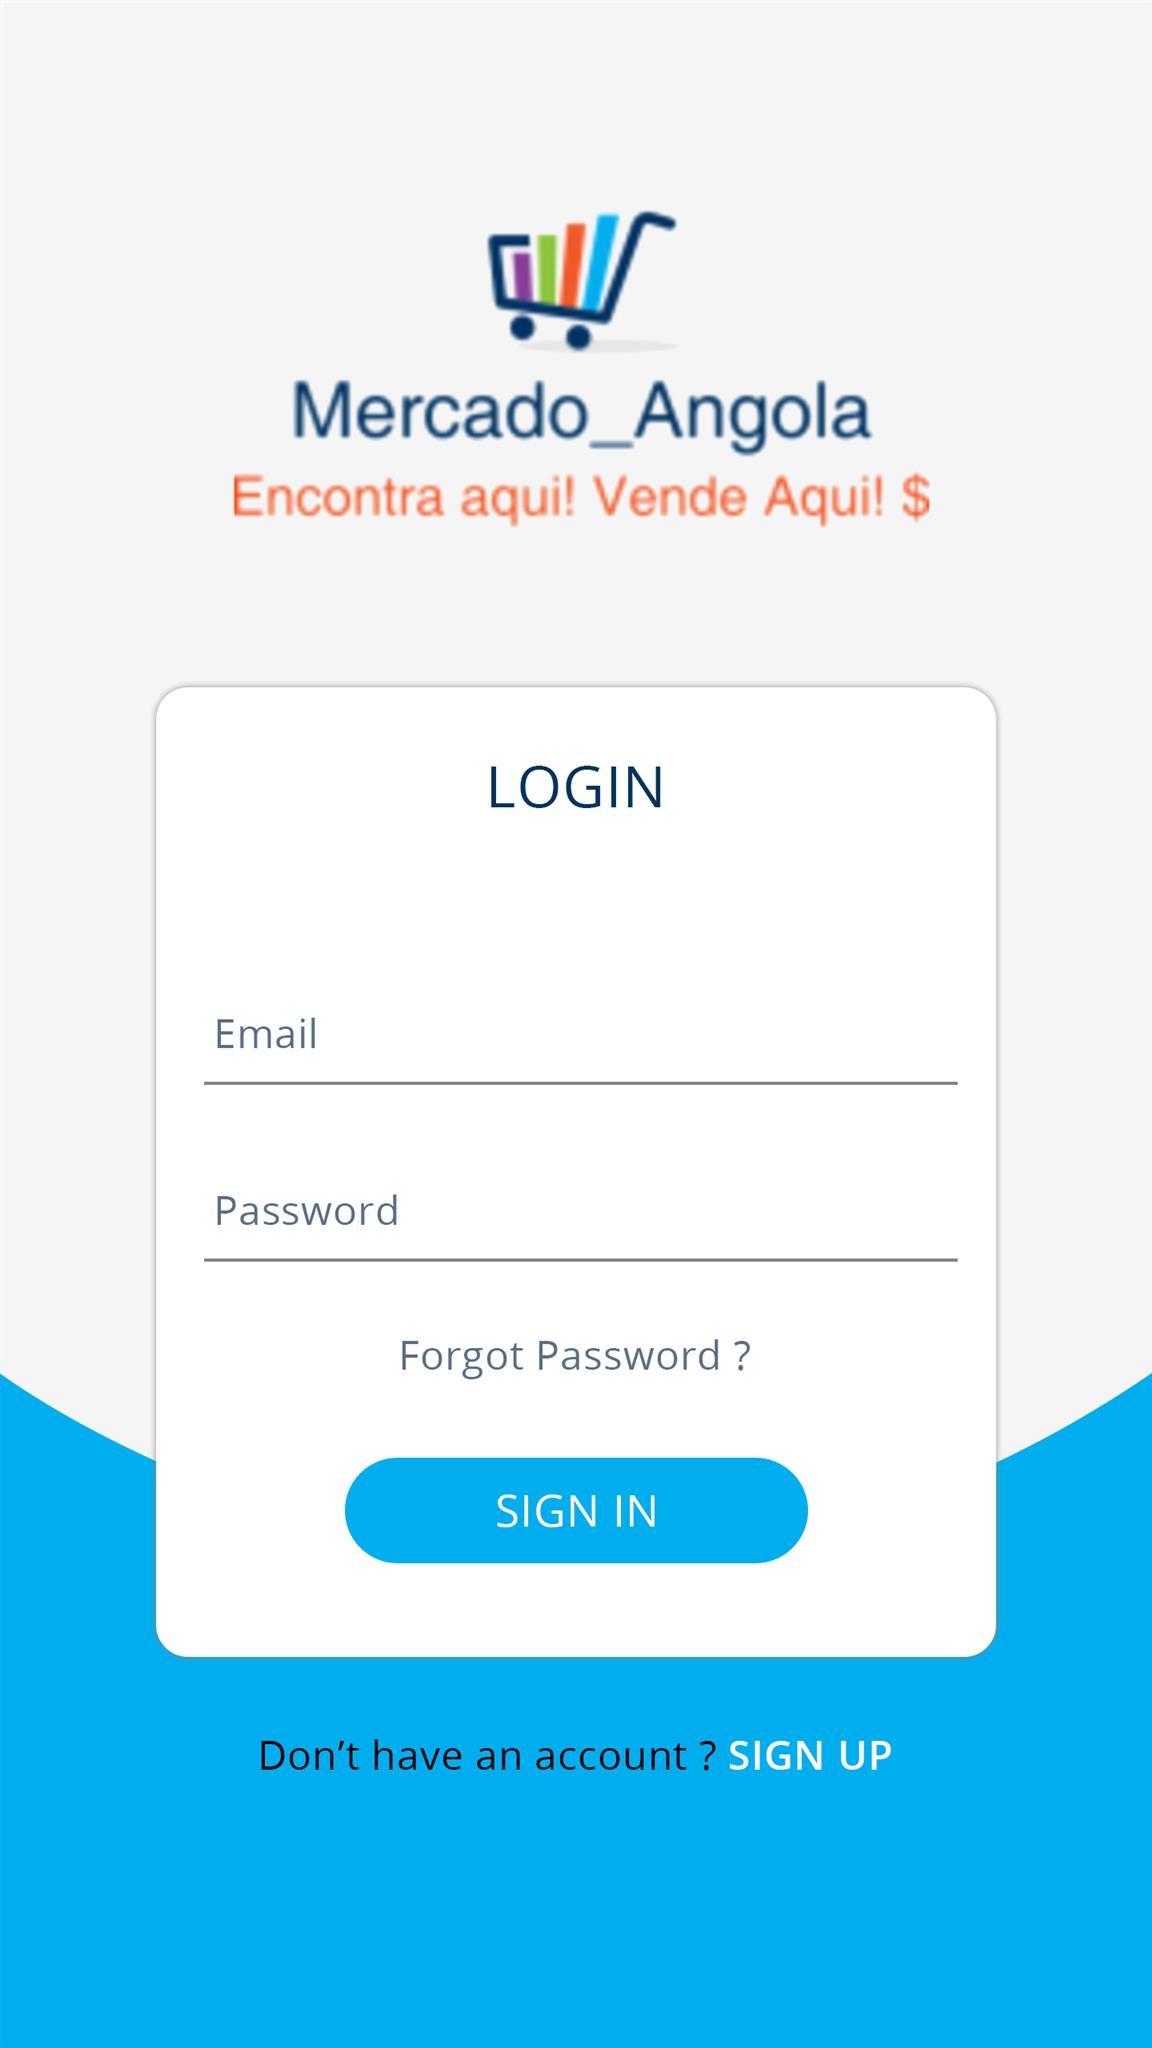 Mercado_Angola
Encontra aqui! Vende Aqui! $
LOGIN
Email
Password
Forgot Password ?
SIGN IN
Don’t have an account ? SIGN UP